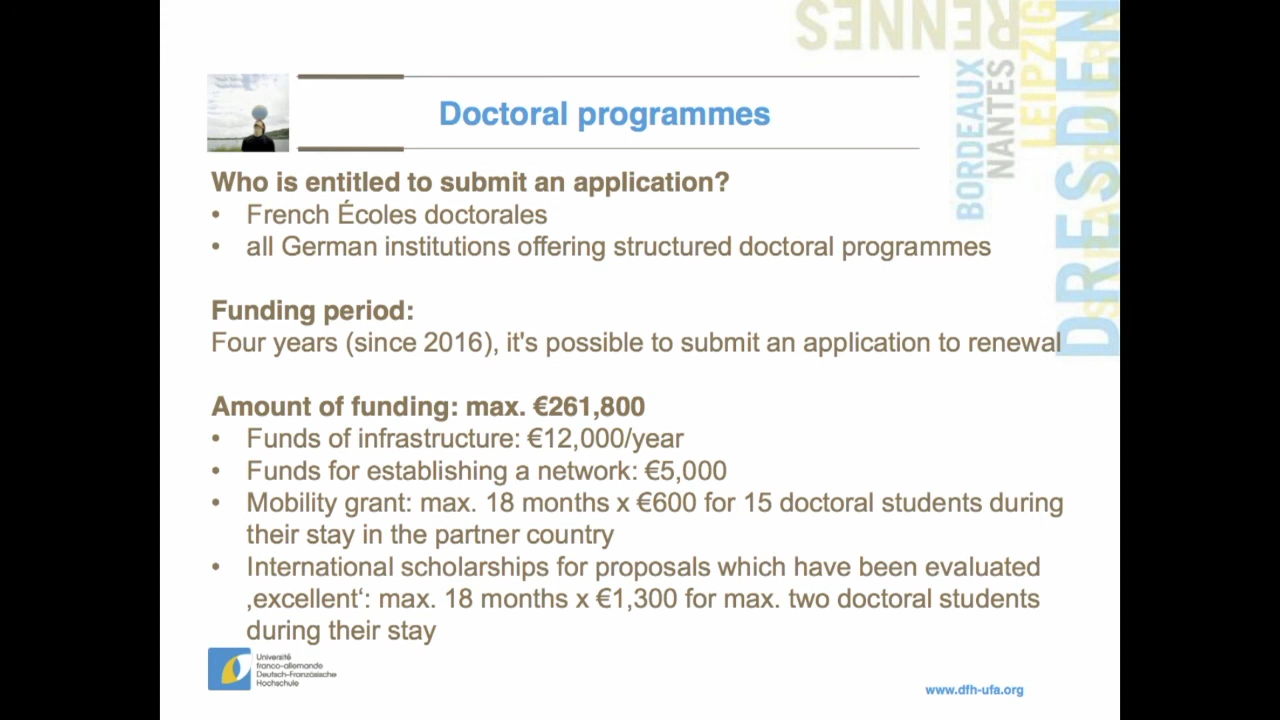 RENNES
BORDEAUX
NANTES
LEIPZIG
DRESDEN
Doctoral programmes
Who is entitled to submit an application?
• French Écoles doctorales
• all German institutions offering structured doctoral programmes
Funding period:
Four years (since 2016), it's possible to submit an application to renewal
Amount of funding: max. €261,800
• Funds of infrastructure: €12,000/year
• Funds for establishing a network: €5,000
• Mobility grant: max. 18 months x €600 for 15 doctoral students during
their stay in the partner country
• International scholarships for proposals which have been evaluated
‚excellent‘: max. 18 months x €1,300 for max. two doctoral students
during their stay
Université
franco-allemande
Deutsch-Französische
Hochschule
www.dfh-ufa.org